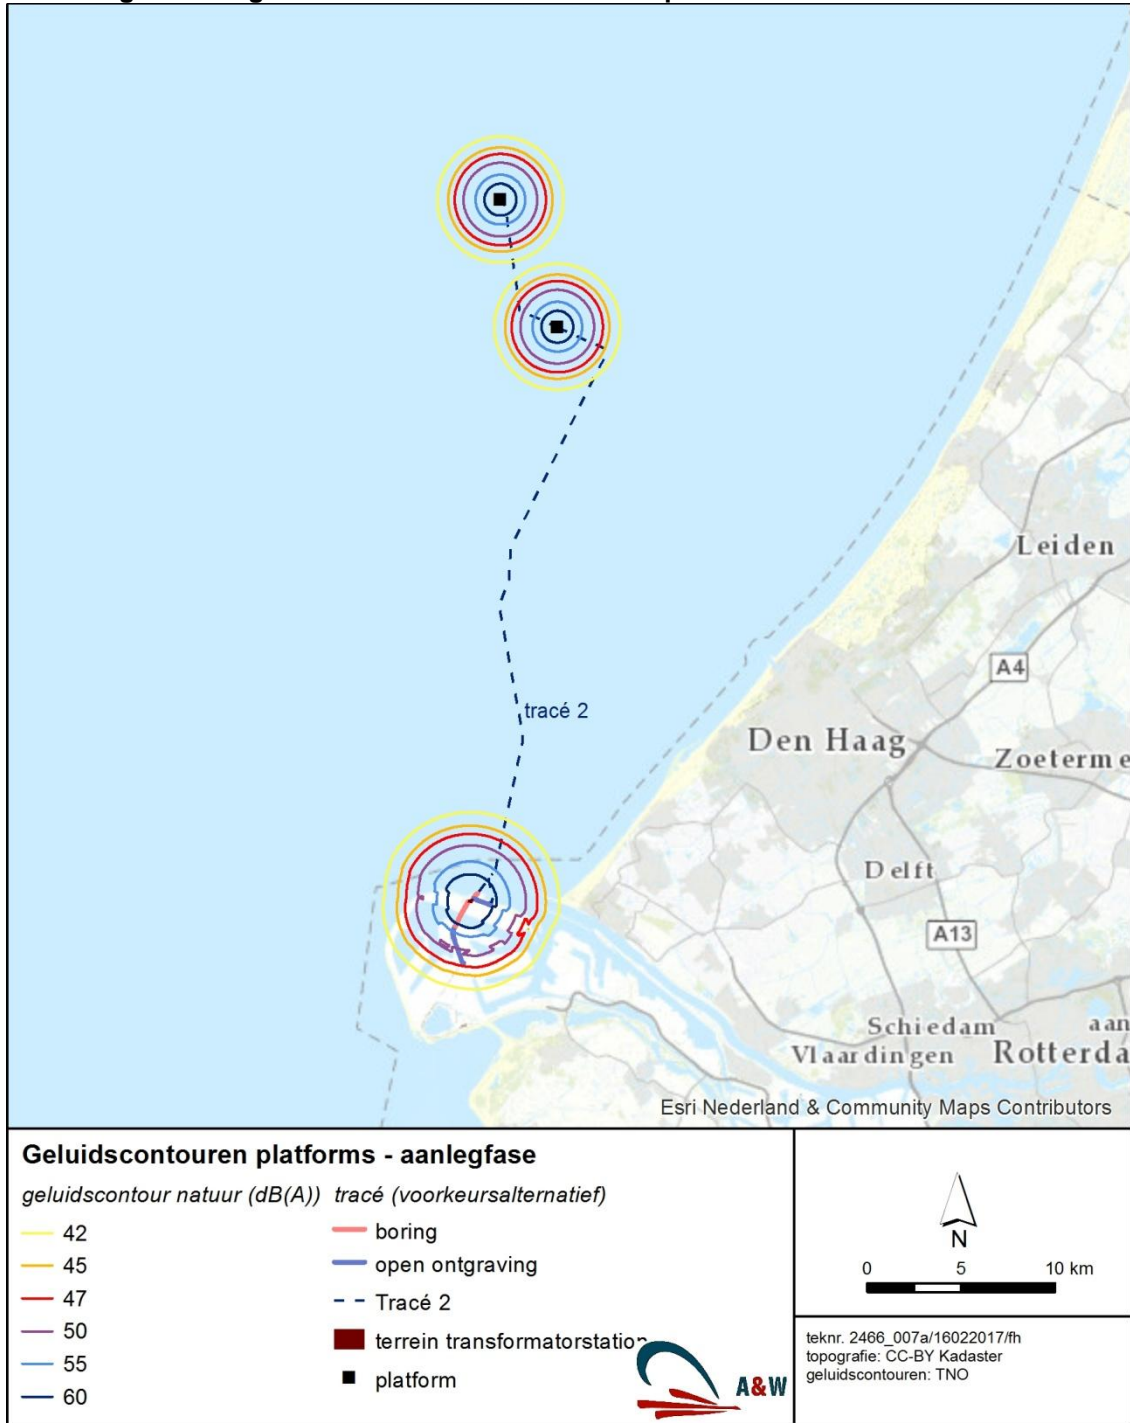 Leiden
A4
tracé 2
Den Haag
Zoeterme
Delft
A13
Schiedam
aan
Vlaardingen
Rotterda
Esri Nederland & Community Maps Contributors
Geluidscontouren platforms - aanlegfase
geluidscontour natuur (dB(A))
42
45
47
50
55
60
tracé (voorkeursalternatief)
boring
open ontgraving
Tracé 2
terrein transformatorstation
platform
A&W
N
0 5 10 km
teknr. 2466_007a/16022017/fh
topografie: CC-BY Kadaster
geluidscontouren: TNO